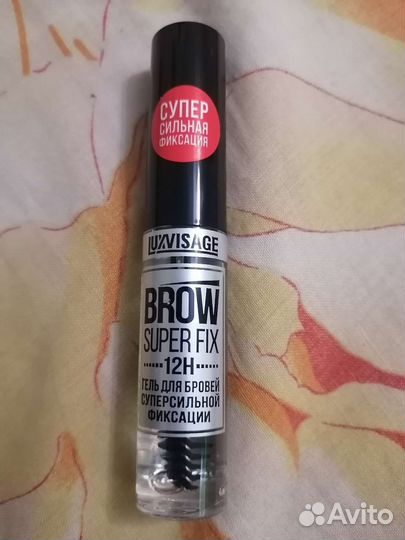 СУПЕР
СИЛЬНАЯ
ФИКСАЦИЯ
LUXVISAGE
BROW
SUPER FIX
12H
ГЕЛЬ ДЛЯ БРОВЕЙ
СУПЕРСИЛЬНОЙ
ФИКСАЦИИ
Avito